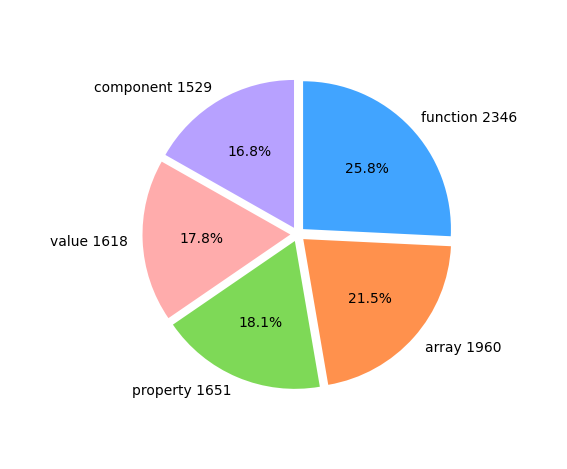 component 1529
function 2346
16.8%
25.8%
value 1618
17.8%
21.5%
18.1%
array 1960
property 1651